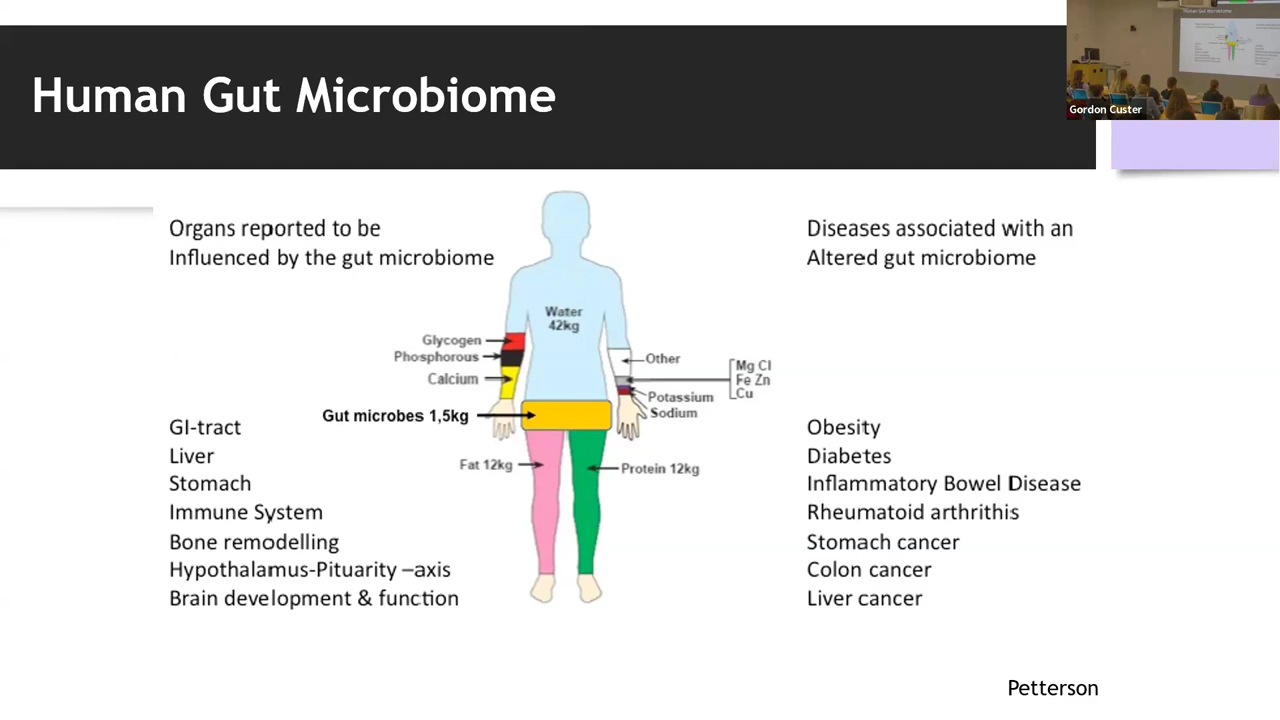 Human Gut Microbiome
Gordon Custer
Organs reported to be
Influenced by the gut microbiome
Diseases associated with an
Altered gut microbiome
Water
42kg
Glycogen
Phosphorous
Calcium
Gut microbes 1,5kg
Other
Mg Cl
Fe Zn
Cu
Potassium
Sodium
Fat 12kg
Protein 12kg
GI-tract
Liver
Stomach
Immune System
Bone remodelling
Hypothalamus-Pituarity –axis
Brain development & function
Obesity
Diabetes
Inflammatory Bowel Disease
Rheumatoid arthrithis
Stomach cancer
Colon cancer
Liver cancer
Petterson